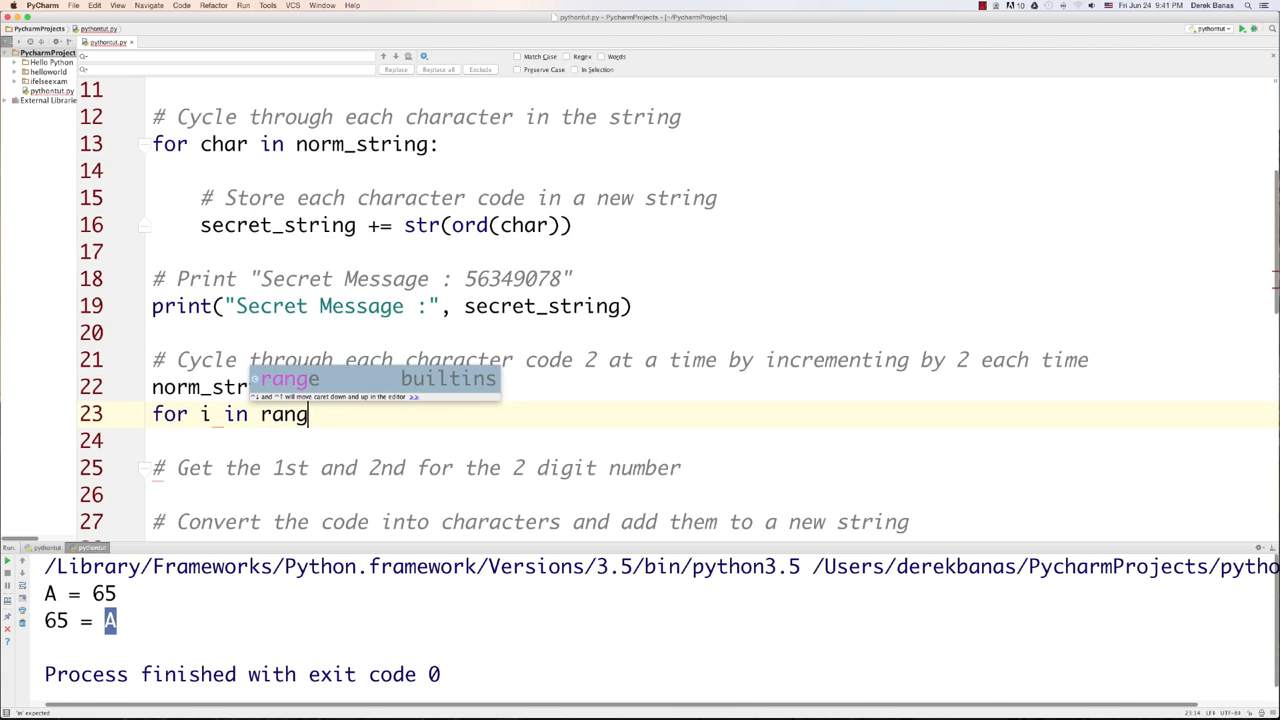 PyCharm File Edit View Navigate Code Refactor Run Tools VCS Window Help 10 Fri Jun 24 9:41 PM Derek Banas
pythontut.py - PycharmProjects - [~/PycharmProjects]
PycharmProjects pythontut.py pythontut
pythontut.py
PycharmProject
Hello Python
helloworld
ifelseexam
pythontut.py
External Librarie
Match Case Regex Words
Replace Replace all Exclude Preserve Case In Selection
11
12 # Cycle through each character in the string
13 for char in norm_string:
14
15 # Store each character code in a new string
16 secret_string += str(ord(char))
17
18 # Print "Secret Message : 56349078"
19 print("Secret Message :", secret_string)
20
21 # Cycle through each character code 2 at a time by incrementing by 2 each time
range builtins
^↓ and ^↑ will move caret down and up in the editor >>
22 norm_str
23 for i in rang
24
25 # Get the 1st and 2nd for the 2 digit number
26
27 # Convert the code into characters and add them to a new string
Run: pythontut pythontut
/Library/Frameworks/Python.framework/Versions/3.5/bin/python3.5 /Users/derekbanas/PycharmProjects/pytho
A = 65
65 = A
Process finished with exit code 0
'in' expected 23:14 LF‡ UTF-8‡